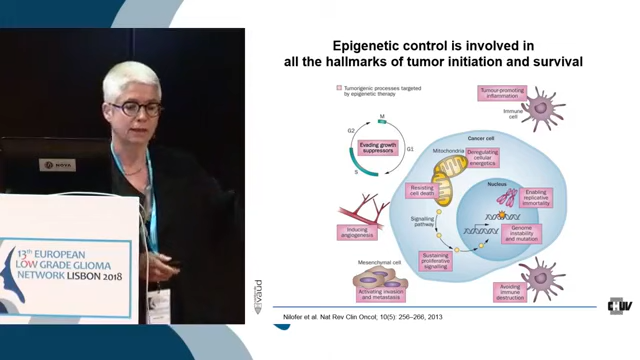 Epigenetic control is involved in
all the hallmarks of tumor initiation and survival
Tumorigenic processes targeted
by epigenetic therapy
Tumour-promoting
inflammation
Immune
cell
M
G2
G1
S
Evading growth
suppressors
Cancer cell
Mitochondria
Deregulating
cellular
energetics
Resisting
cell death
Nucleus
Enabling
replicative
immortality
Signalling
pathway
Genome
instability
and mutation
Inducing
angiogenesis
Sustaining
proliferative
signalling
Mesenchymal cell
Activating invasion
and metastasis
Avoiding
immune
destruction
Nilofer et al. Nat Rev Clin Oncol, 10(5): 256–266, 2013
NOVA
13th EUROPEAN
LOW GRADE GLIOMA
NETWORK LISBON 2018